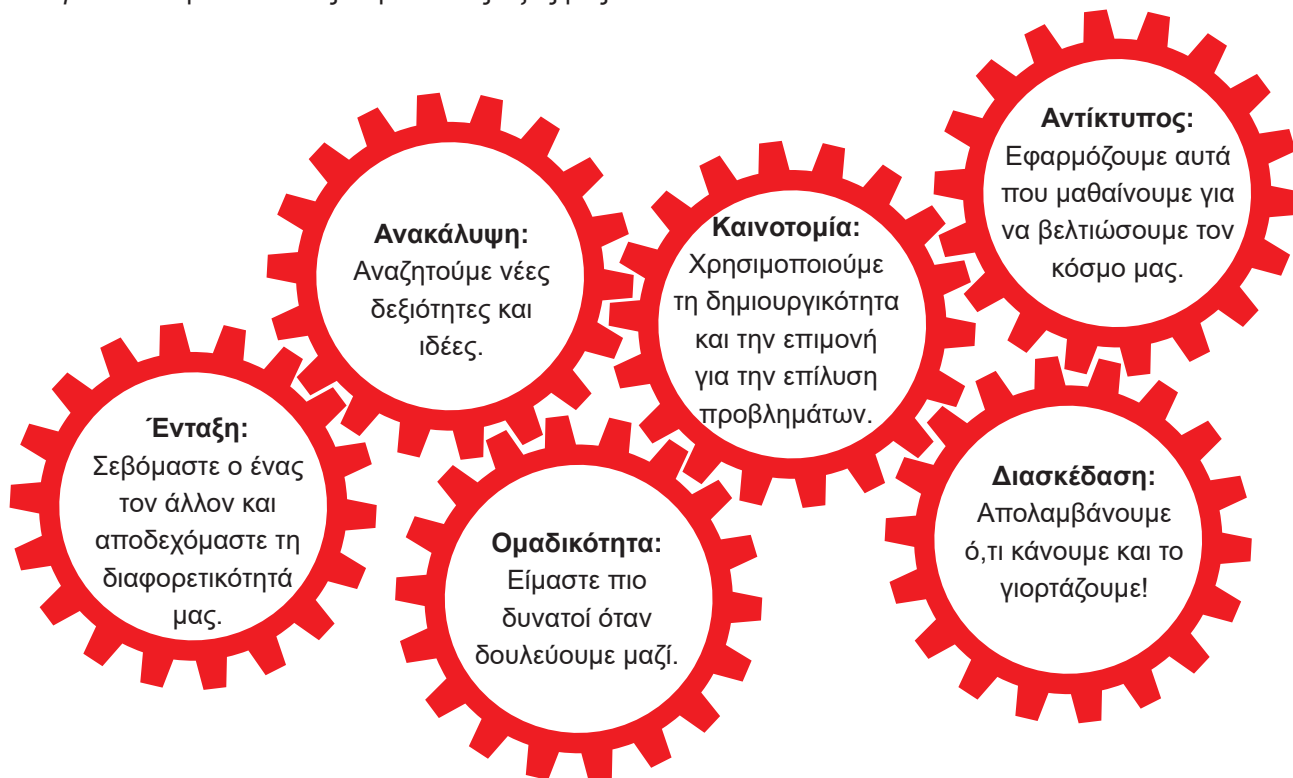 Αντίκτυπος:
Εφαρμόζουμε αυτά
που μαθαίνουμε για
να βελτιώσουμε τον
κόσμο μας.
Ανακάλυψη:
Αναζητούμε νέες
δεξιότητες και
ιδέες.
Καινοτομία:
Χρησιμοποιούμε
τη δημιουργικότητα
και την επιμονή
για την επίλυση
προβλημάτων.
Ένταξη:
Σεβόμαστε ο ένας
τον άλλον και
αποδεχόμαστε τη
διαφορετικότητά
μας.
Ομαδικότητα:
Είμαστε πιο
δυνατοί όταν
δουλεύουμε μαζί.
Διασκέδαση:
Απολαμβάνουμε
ό,τι κάνουμε και το
γιορτάζουμε!